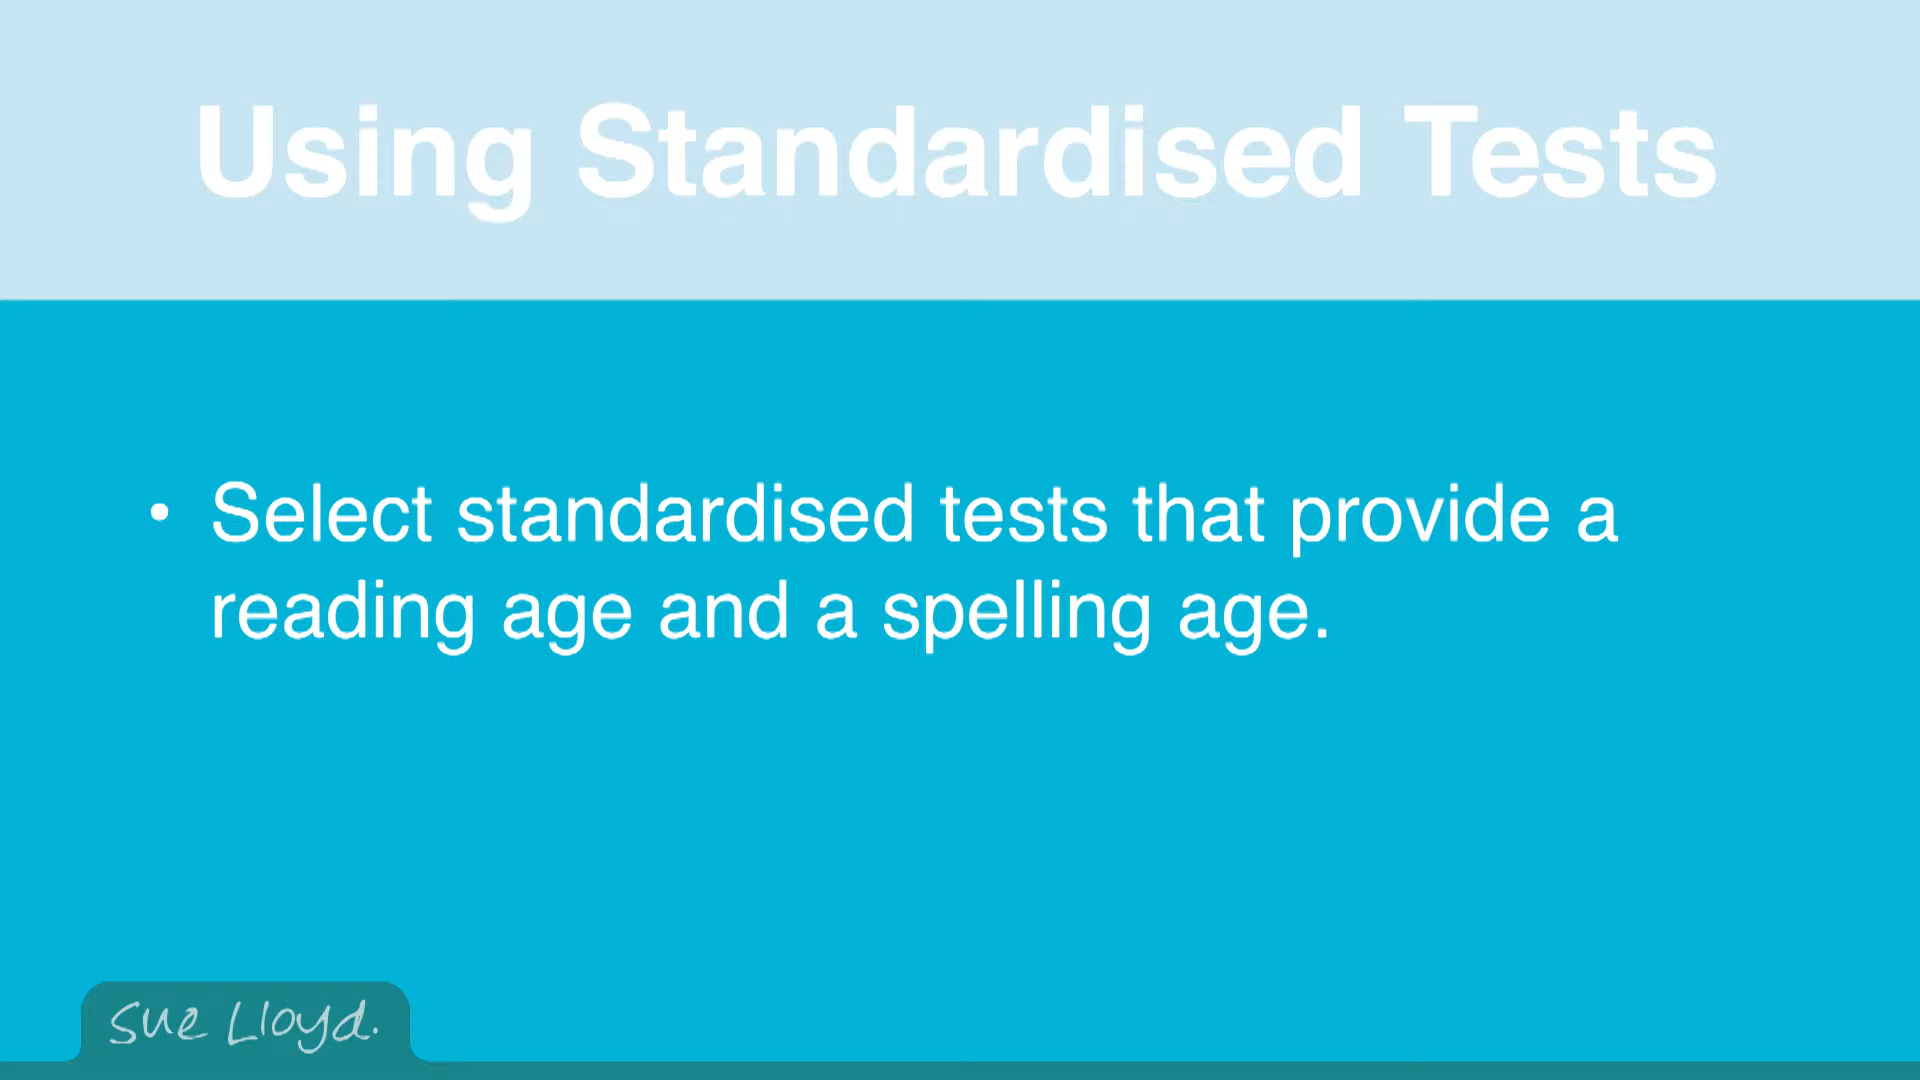 Using Standardised Tests
• Select standardised tests that provide a
reading age and a spelling age.
Sue Lloyd.